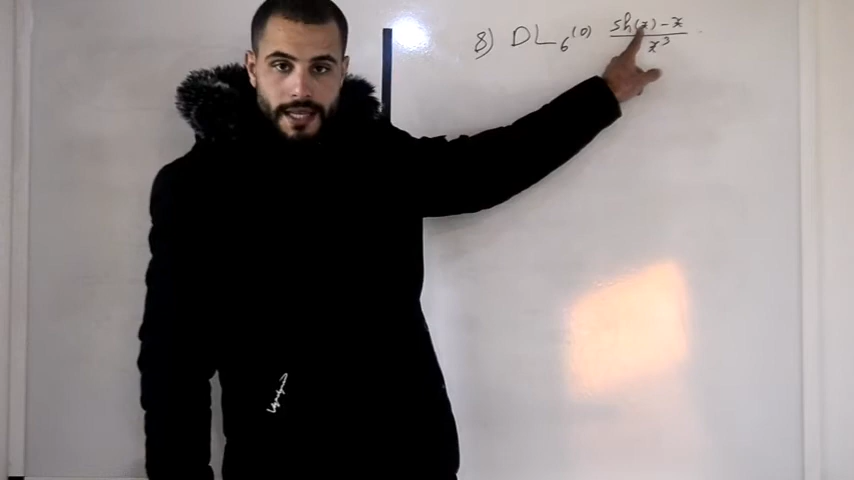 8) DL₆(0) (sh(x) - x) / x³